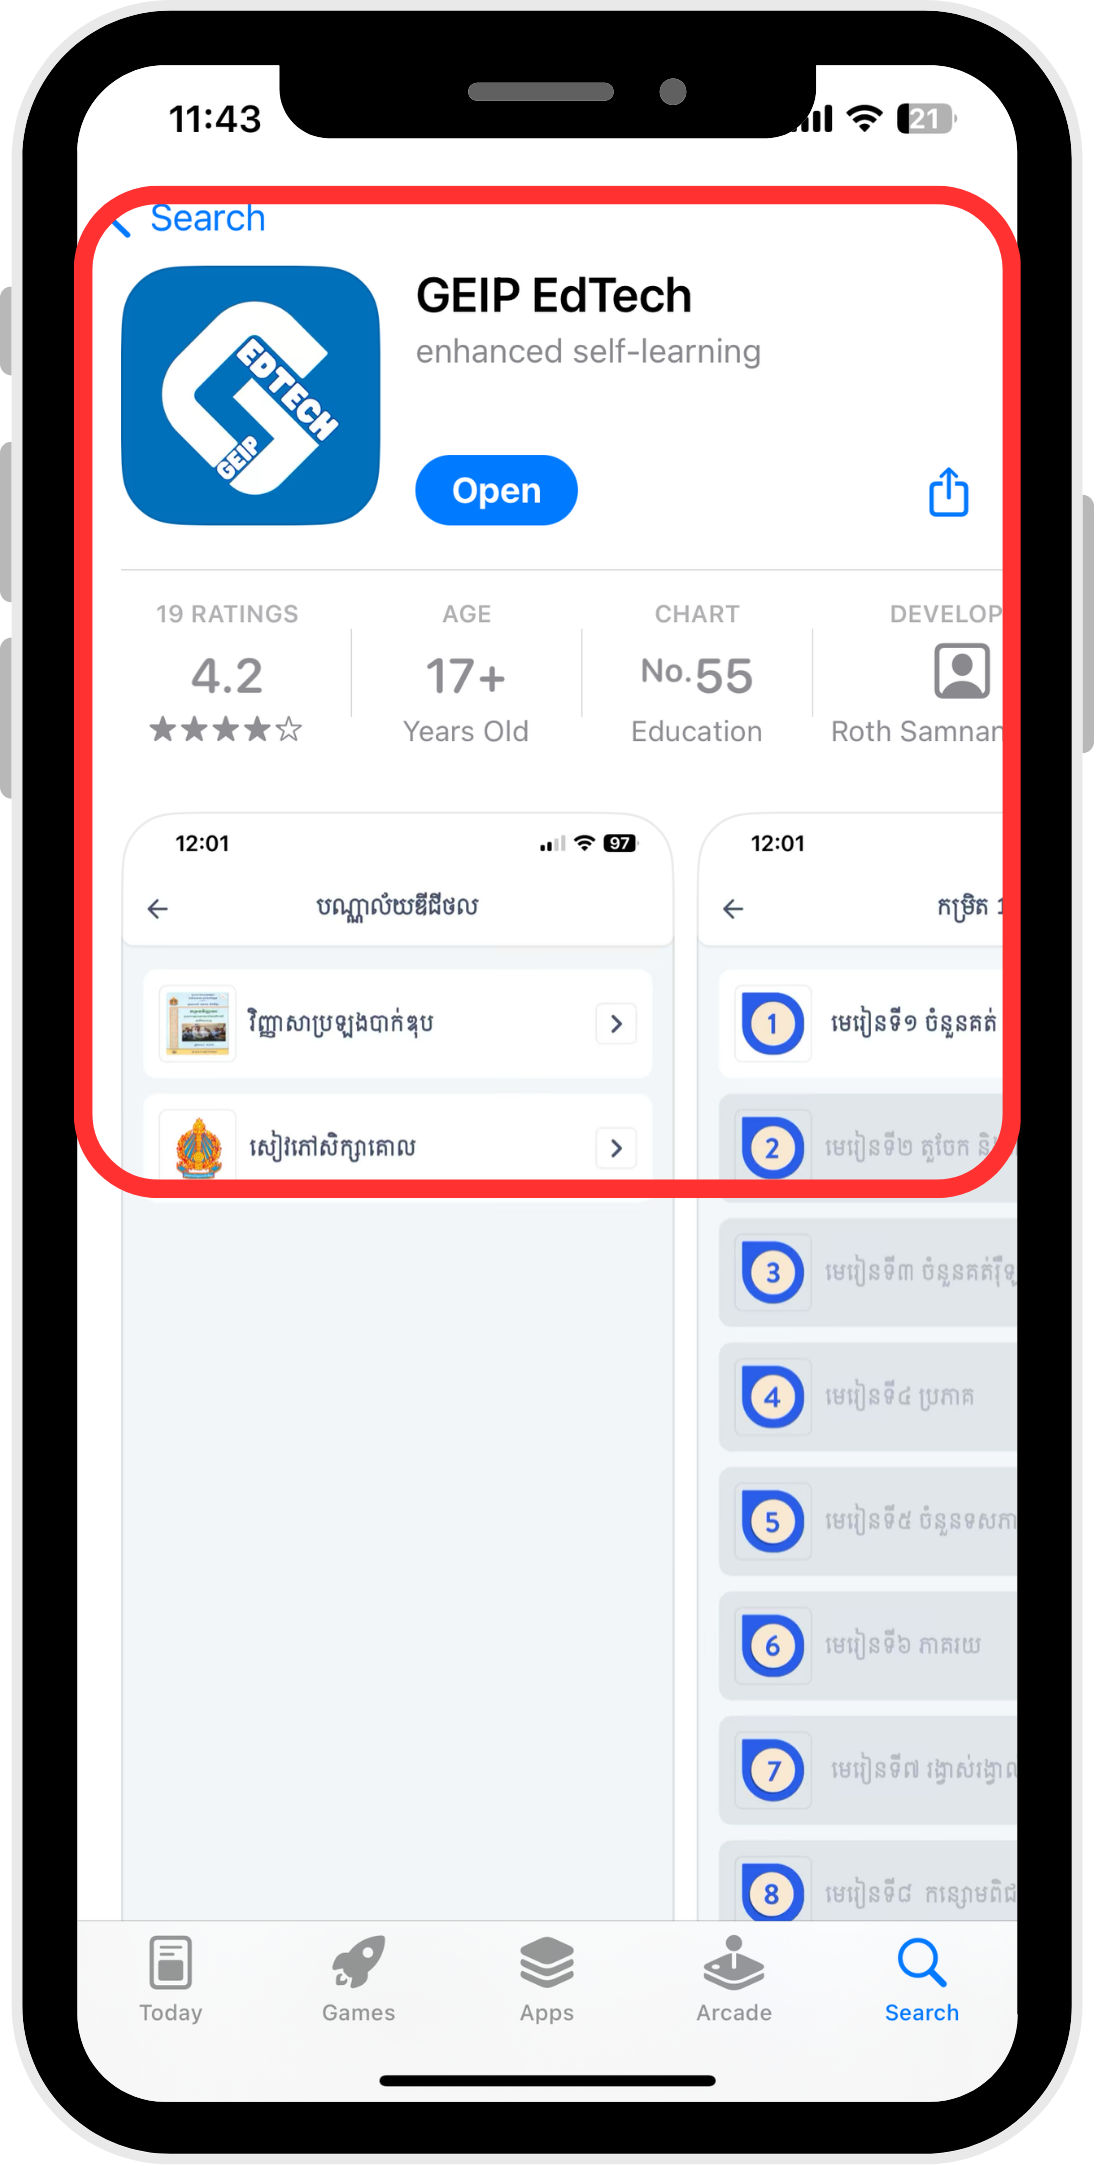 11:43
21
Search
GEIP EdTech
enhanced self-learning
EDTECH
GEIP
Open
19 RATINGS
4.2
AGE
17+
Years Old
CHART
No.55
Education
DEVELOP
Roth Samnan
12:01
97
បណ្ណាល័យឌីជីថល
វិញ្ញាសាប្រឡងបាក់ឌុប
សៀវភៅសិក្សាគោល
12:01
កម្រិត 1
1
មេរៀនទី១ ចំនួនគត់
2
មេរៀនទី២ តួចែក និ
3
មេរៀនទី៣ ចំនួនគត់រ៉ឺឡ
4
មេរៀនទី៤ ប្រភាគ
5
មេរៀនទី៥ ចំនួនទសភា
6
មេរៀនទី៦ ភាគរយ
7
មេរៀនទី៧ រង្វាស់រង្វាល
8
មេរៀនទី៨ កន្សោមពិជ
Today
Games
Apps
Arcade
Search